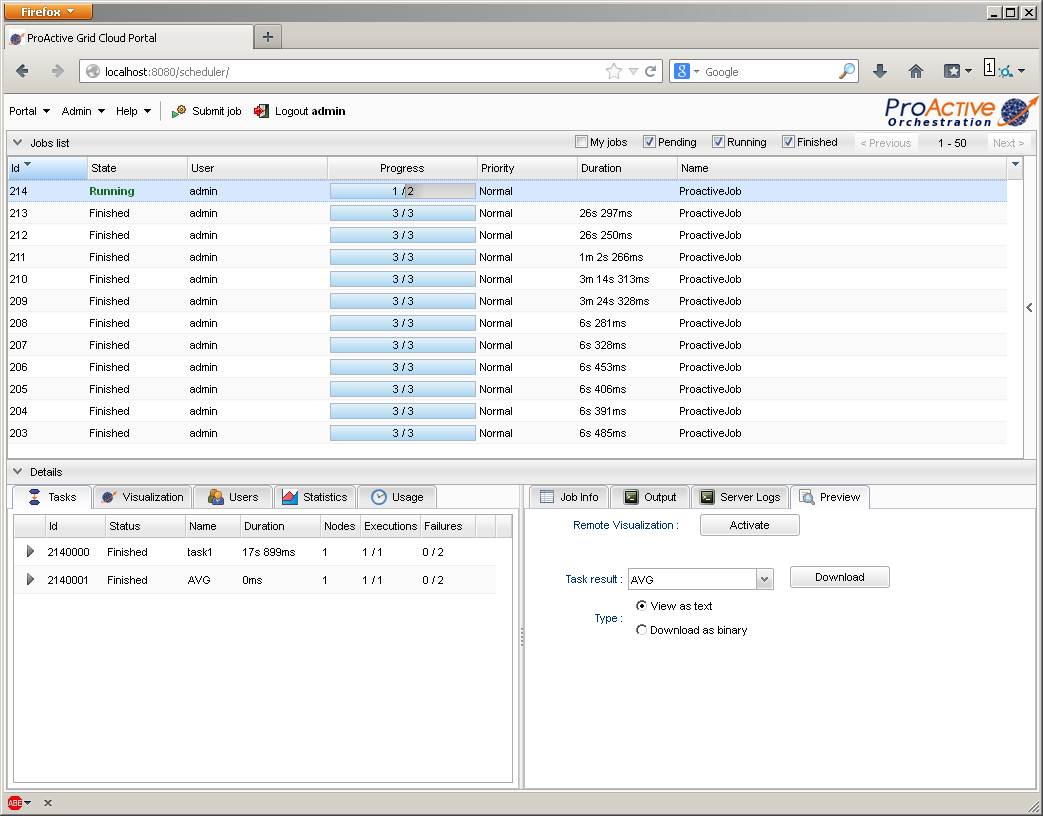 Firefox
ProActive Grid Cloud Portal
localhost:8080/scheduler/
Google
1
Portal Admin Help Submit job Logout admin
ProActive
Orchestration
Jobs list My jobs Pending Running Finished < Previous 1 - 50 Next >
Id State User Progress Priority Duration Name
214 Running admin 1 / 2 Normal ProactiveJob
213 Finished admin 3 / 3 Normal 26s 297ms ProactiveJob
212 Finished admin 3 / 3 Normal 26s 250ms ProactiveJob
211 Finished admin 3 / 3 Normal 1m 2s 266ms ProactiveJob
210 Finished admin 3 / 3 Normal 3m 14s 313ms ProactiveJob
209 Finished admin 3 / 3 Normal 3m 24s 328ms ProactiveJob
208 Finished admin 3 / 3 Normal 6s 281ms ProactiveJob
207 Finished admin 3 / 3 Normal 6s 328ms ProactiveJob
206 Finished admin 3 / 3 Normal 6s 453ms ProactiveJob
205 Finished admin 3 / 3 Normal 6s 406ms ProactiveJob
204 Finished admin 3 / 3 Normal 6s 391ms ProactiveJob
203 Finished admin 3 / 3 Normal 6s 485ms ProactiveJob
Details
Tasks Visualization Users Statistics Usage
Id Status Name Duration Nodes Executions Failures
2140000 Finished task1 17s 899ms 1 1 / 1 0 / 2
2140001 Finished AVG 0ms 1 1 / 1 0 / 2
Job Info Output Server Logs Preview
Remote Visualization : Activate
Task result : AVG Download
Type : View as text
Download as binary
ABE